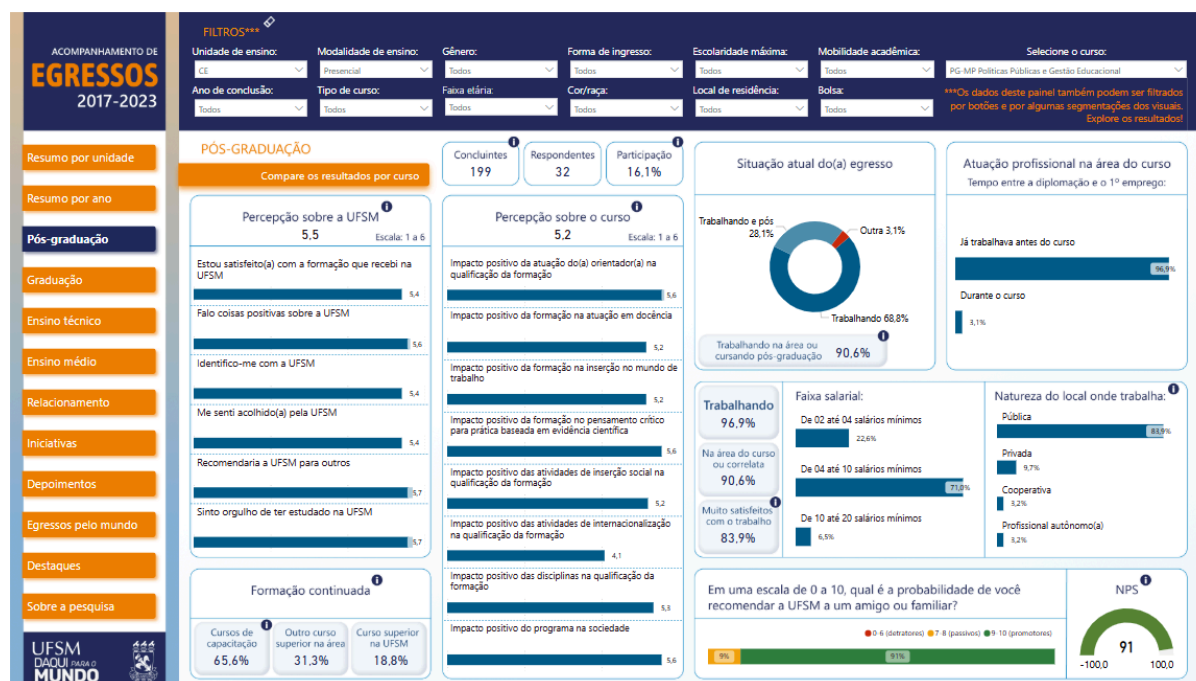 ACOMPANHAMENTO DE
EGRESSOS
2017-2023
Resumo por unidade
Resumo por ano
Pós-graduação
Graduação
Ensino técnico
Ensino médio
Relacionamento
Iniciativas
Depoimentos
Egressos pelo mundo
Destaques
Sobre a pesquisa
UFSM
DAQUI PARA O
MUNDO
FILTROS***
Unidade de ensino:
CE
Modalidade de ensino:
Presencial
Gênero:
Todos
Forma de ingresso:
Todos
Escolaridade máxima:
Todos
Mobilidade acadêmica:
Todos
Selecione o curso:
PG-MP Políticas Públicas e Gestão Educacional
Ano de conclusão:
Todos
Tipo de curso:
Todos
Faixa etária:
Todos
Cor/raça:
Todos
Local de residência:
Todos
Bolsa:
Todos
***Os dados deste painel também podem ser filtrados
por botões e por algumas segmentações dos visuais.
Explore os resultados!
PÓS-GRADUAÇÃO
Compare os resultados por curso
Concluintes
199
Respondentes
32
Participação
16,1%
Percepção sobre a UFSM
5,5
Escala: 1 a 6
Estou satisfeito(a) com a formação que recebi na
UFSM
5,4
Falo coisas positivas sobre a UFSM
5,6
Identifico-me com a UFSM
5,4
Me senti acolhido(a) pela UFSM
5,4
Recomendaria a UFSM para outros
5,7
Sinto orgulho de ter estudado na UFSM
5,7
Formação continuada
Cursos de
capacitação
65,6%
Outro curso
superior na área
31,3%
Curso superior
na UFSM
18,8%
Percepção sobre o curso
5,2
Escala: 1 a 6
Impacto positivo da atuação do(a) orientador(a) na
qualificação da formação
5,6
Impacto positivo da formação na atuação em docência
5,2
Impacto positivo da formação na inserção no mundo de
trabalho
5,2
Impacto positivo da formação no pensamento crítico
para prática baseada em evidência científica
5,6
Impacto positivo das atividades de inserção social na
qualificação da formação
5,2
Impacto positivo das atividades de internacionalização
na qualificação da formação
4,1
Impacto positivo das disciplinas na qualificação da
formação
5,3
Impacto positivo do programa na sociedade
5,6
Situação atual do(a) egresso
Trabalhando e pós
28,1%
Outra 3,1%
Trabalhando 68,8%
Trabalhando na área ou
cursando pós-graduação
90,6%
Atuação profissional na área do curso
Tempo entre a diplomação e o 1º emprego:
Já trabalhava antes do curso
96,9%
Durante o curso
3,1%
Trabalhando
96,9%
Na área do curso
ou correlata
90,6%
Muito satisfeitos
com o trabalho
83,9%
Faixa salarial:
De 02 até 04 salários mínimos
22,6%
De 04 até 10 salários mínimos
71,0%
De 10 até 20 salários mínimos
6,5%
Natureza do local onde trabalha:
Pública
83,9%
Privada
9,7%
Cooperativa
3,2%
Profissional autônomo(a)
3,2%
Em uma escala de 0 a 10, qual é a probabilidade de você
recomendar a UFSM a um amigo ou familiar?
0-6 (detratores) 7-8 (passivos) 9-10 (promotores)
9%
91%
NPS
91
-100,0
100,0